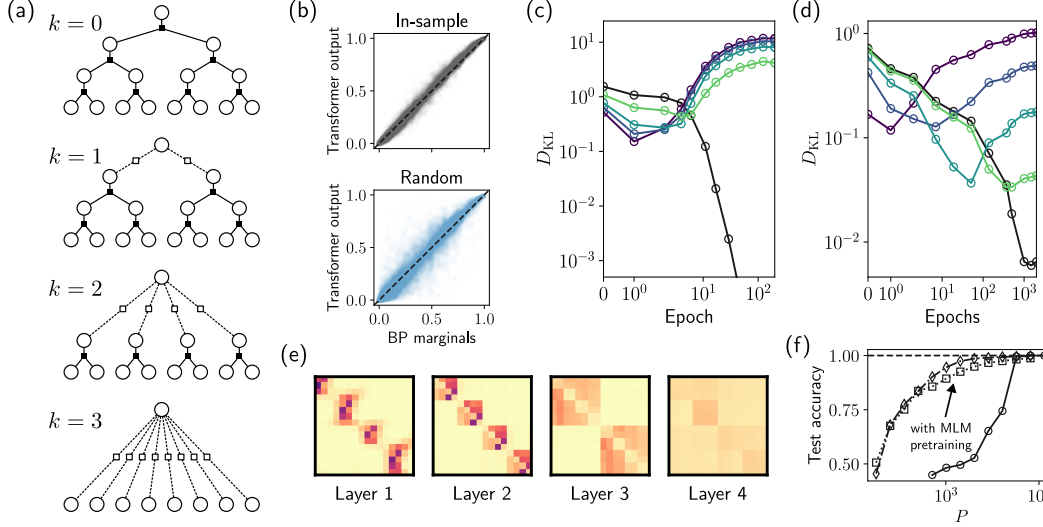 (a)
k = 0
k = 1
k = 2
k = 3
(b)
In-sample
Transformer output
1.0
0.5
0.0
Random
Transformer output
1.0
0.5
0.0
0.0 0.5 1.0
BP marginals
(c)
D_KL
10^1
10^0
10^-1
10^-2
10^-3
0 10^0 10^1 10^2
Epoch
(d)
D_KL
10^0
10^-1
10^-2
0 10^0 10^1 10^2 10^3
Epochs
(e)
Layer 1 Layer 2 Layer 3 Layer 4
(f)
Test accuracy
1.00
0.75
0.50
with MLM
pretraining
10^3
P